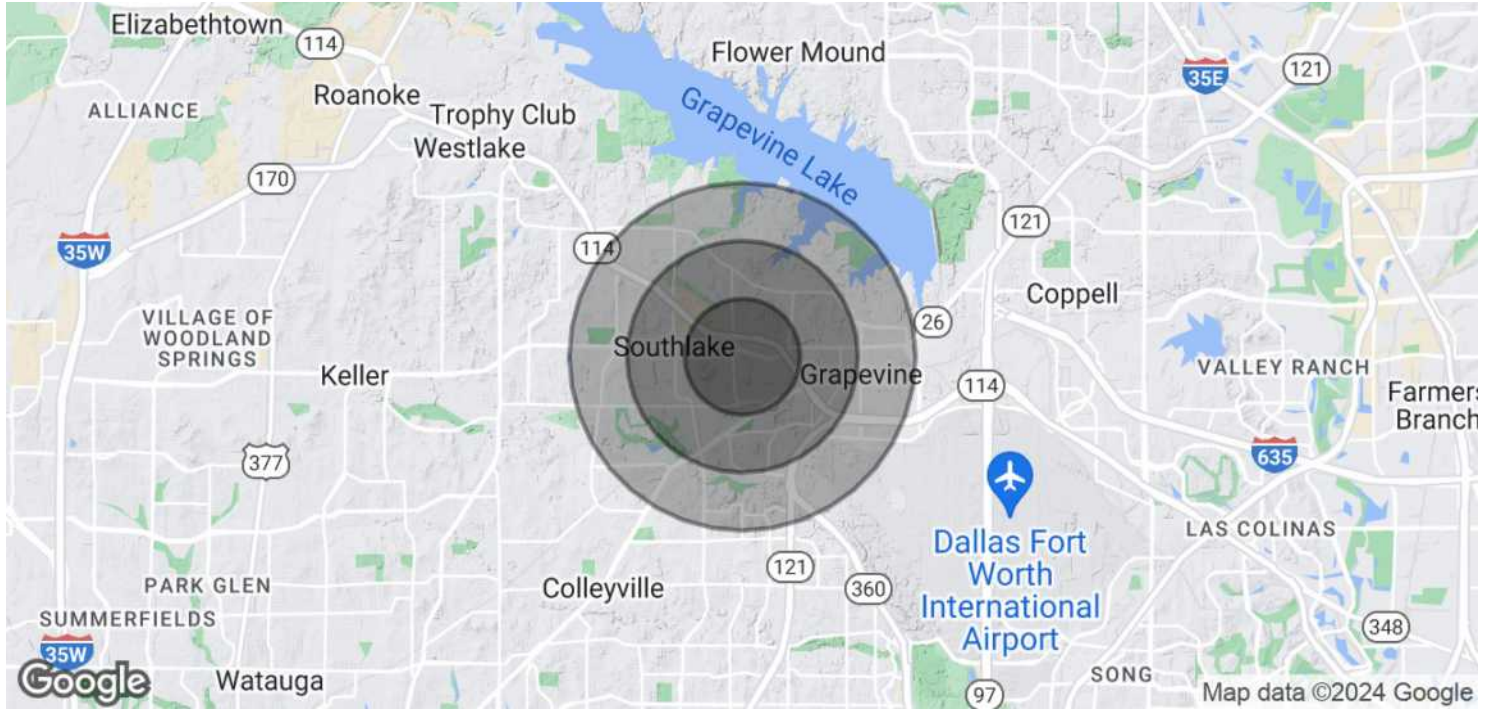 Elizabethtown
114
Flower Mound
35E
121
ALLIANCE
Roanoke
Trophy Club
Westlake
Grapevine Lake
170
121
35W
114
Coppell
26
VILLAGE OF
WOODLAND
SPRINGS
Southlake
Keller
Grapevine
114
VALLEY RANCH
Farmers
Branch
377
635
Dallas Fort
Worth
International
Airport
LAS COLINAS
PARK GLEN
Colleyville
121
360
SUMMERFIELDS
348
35W
Watauga
SONG
97
Google
Map data ©2024 Google